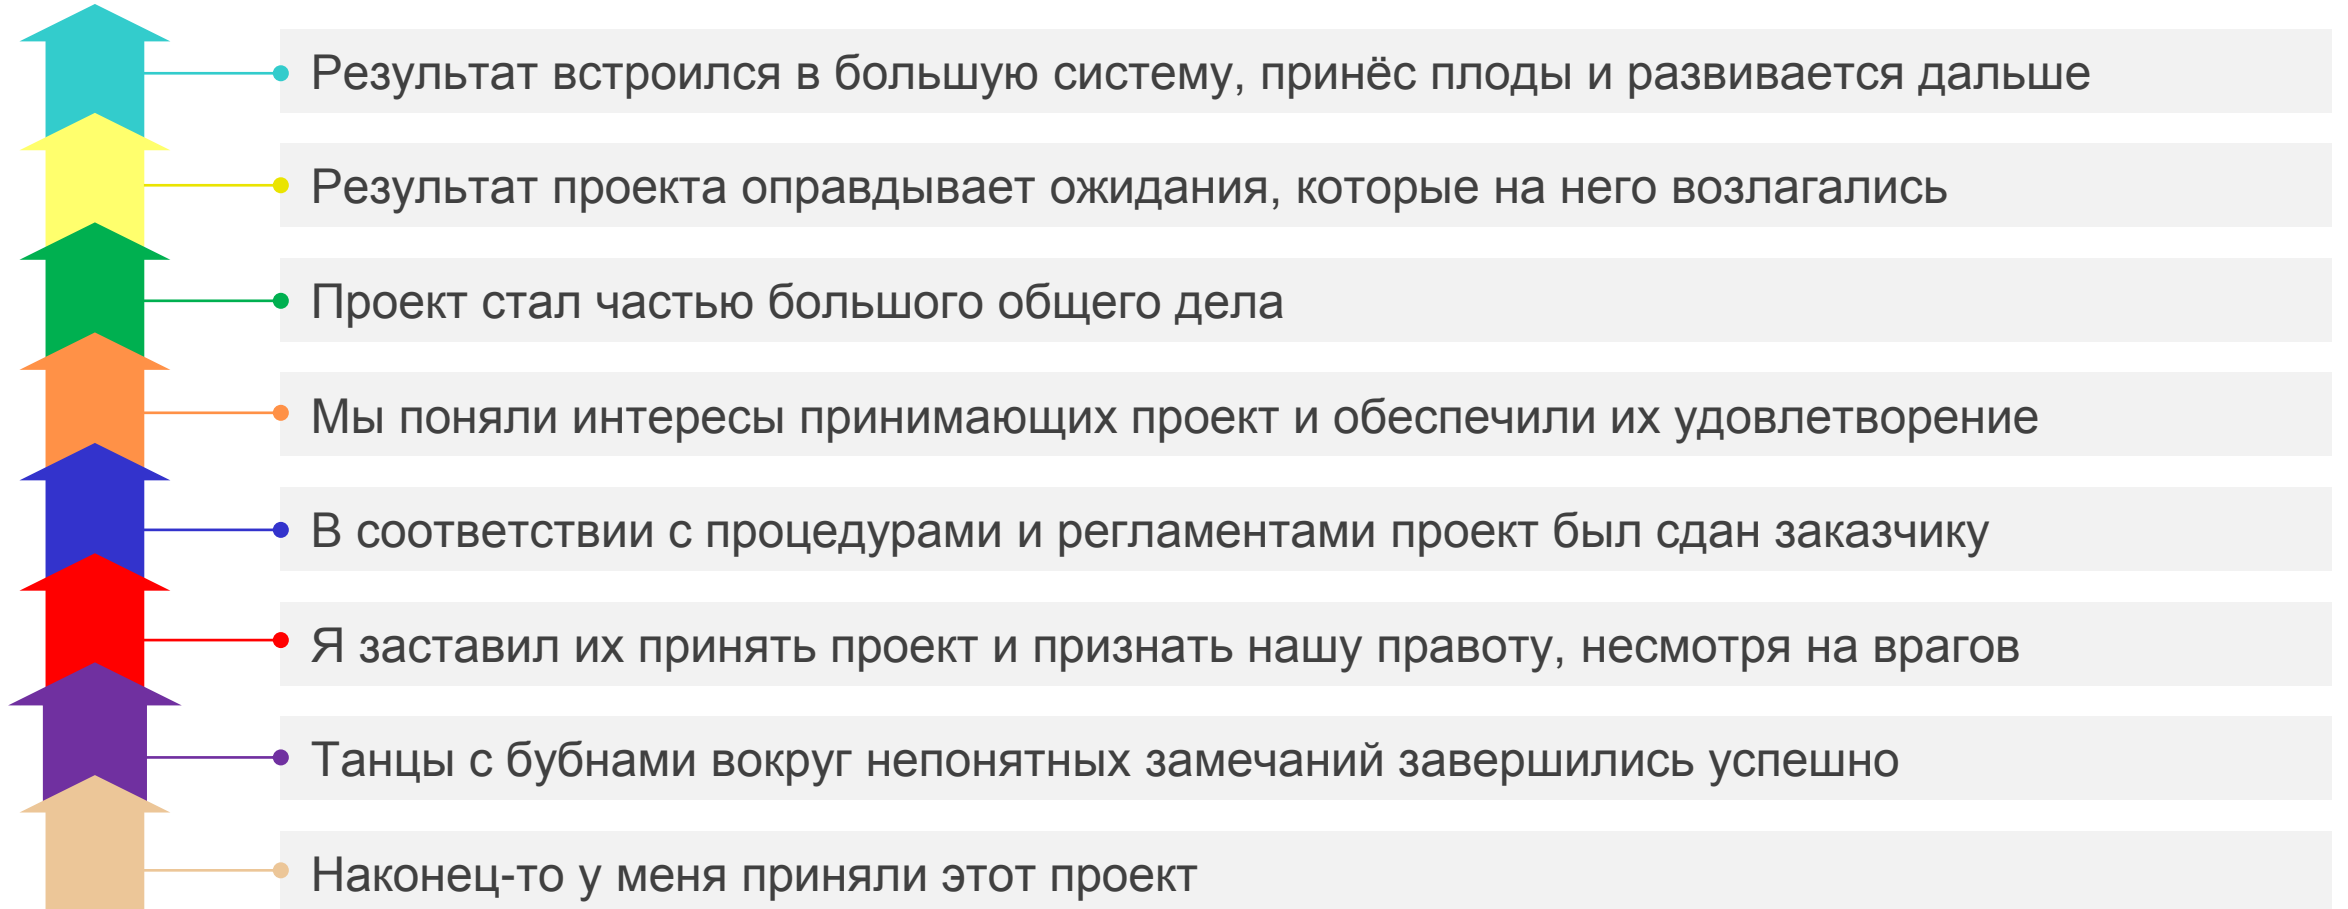 Результат встроился в большую систему, принёс плоды и развивается дальше
Результат проекта оправдывает ожидания, которые на него возлагались
Проект стал частью большого общего дела
Мы поняли интересы принимающих проект и обеспечили их удовлетворение
В соответствии с процедурами и регламентами проект был сдан заказчику
Я заставил их принять проект и признать нашу правоту, несмотря на врагов
Танцы с бубнами вокруг непонятных замечаний завершились успешно
Наконец-то у меня приняли этот проект